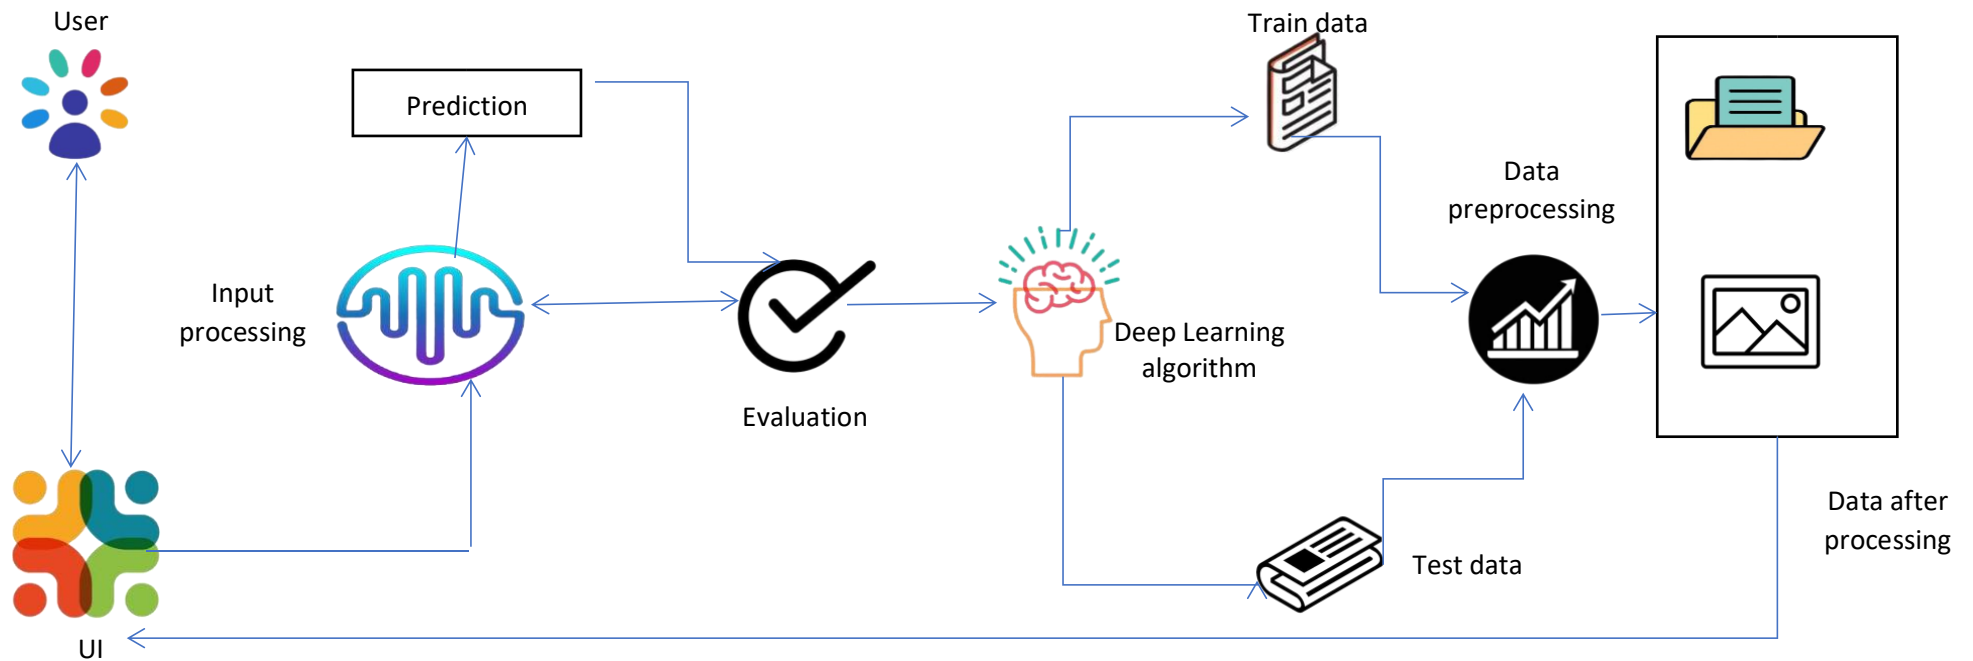 User
Train data
Prediction
Data
preprocessing
Input
processing
Deep Learning
algorithm
Evaluation
Data after
processing
Test data
UI